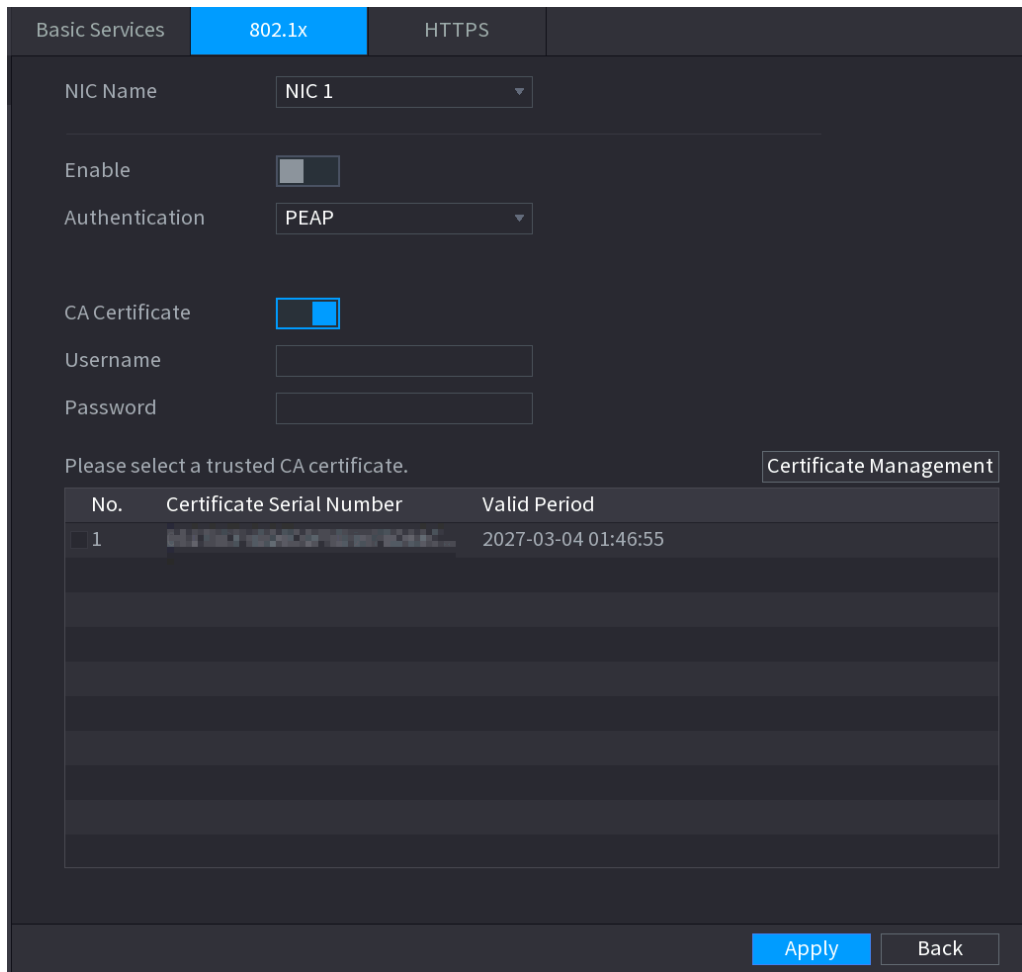 Basic Services 802.1x HTTPS
NIC Name NIC 1
Enable
Authentication PEAP
CA Certificate
Username
Password
Please select a trusted CA certificate. Certificate Management
No. Certificate Serial Number Valid Period
1 2027-03-04 01:46:55
Apply Back